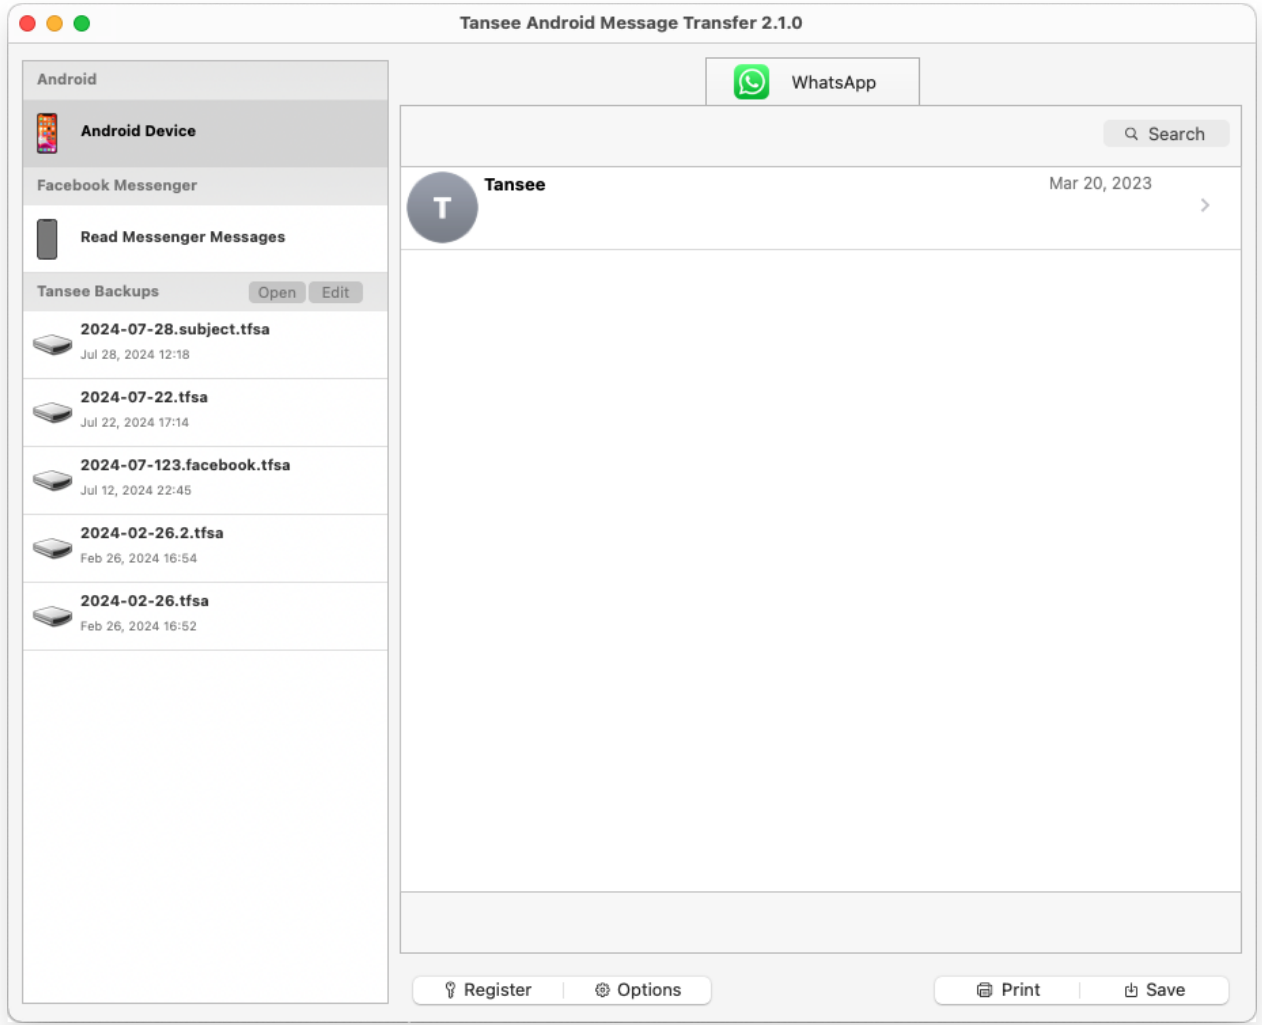 Tansee Android Message Transfer 2.1.0
Android
Android Device
Facebook Messenger
Read Messenger Messages
Tansee Backups
Open
Edit
2024-07-28.subject.tfsa
Jul 28, 2024 12:18
2024-07-22.tfsa
Jul 22, 2024 17:14
2024-07-123.facebook.tfsa
Jul 12, 2024 22:45
2024-02-26.2.tfsa
Feb 26, 2024 16:54
2024-02-26.tfsa
Feb 26, 2024 16:52
WhatsApp
Search
T
Tansee
Mar 20, 2023
Register
Options
Print
Save